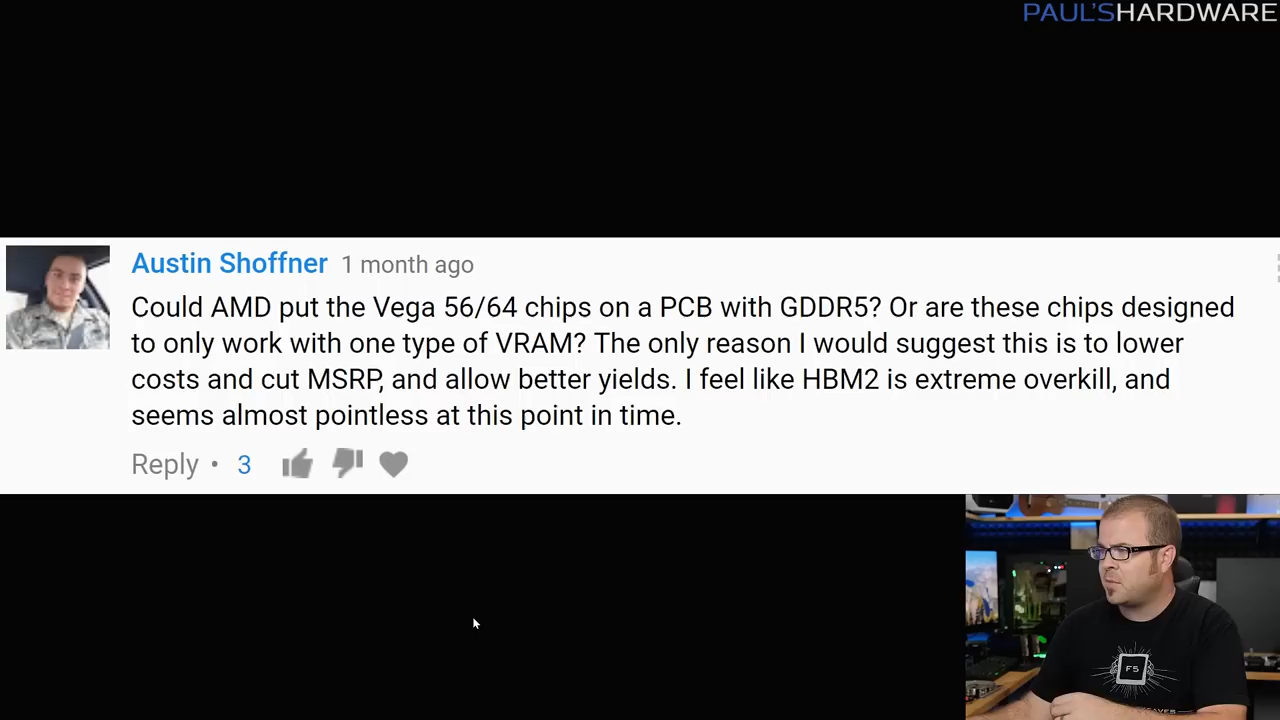 PAUL'SHARDWARE
Austin Shoffner 1 month ago
Could AMD put the Vega 56/64 chips on a PCB with GDDR5? Or are these chips designed
to only work with one type of VRAM? The only reason I would suggest this is to lower
costs and cut MSRP, and allow better yields. I feel like HBM2 is extreme overkill, and
seems almost pointless at this point in time.
Reply • 3
F5